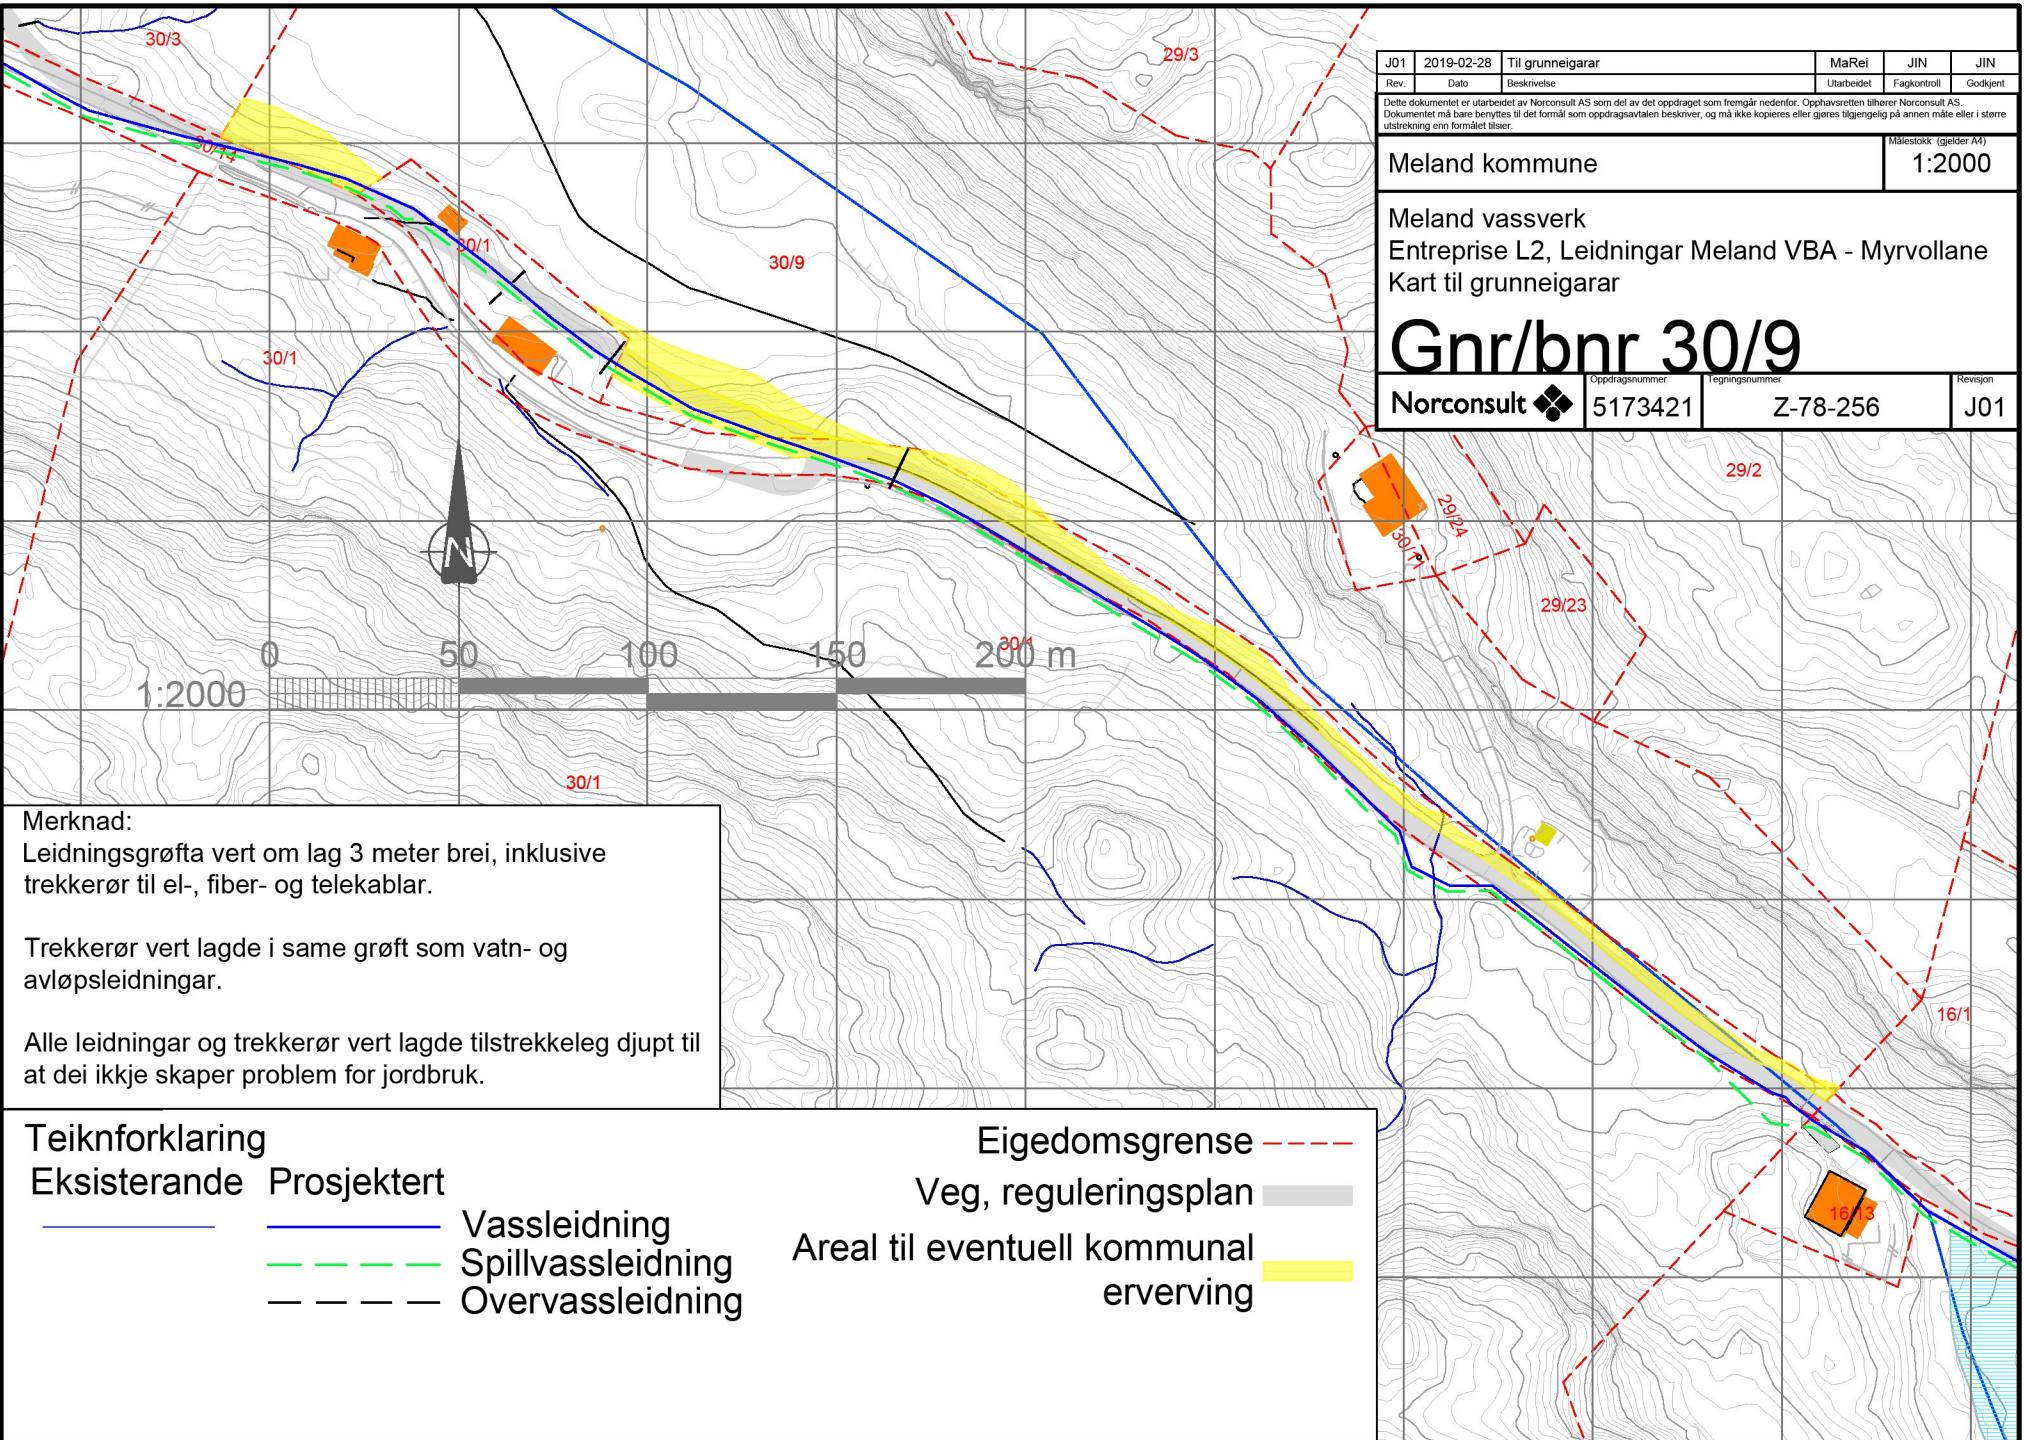 30/3
29/3
30/14
30/1
30/9
30/1
29/2
29/24
30/1
29/23
30/1
30/1
16/1
16/13
J01 2019-02-28 Til grunneigarar MaRei JIN JIN
Rev. Dato Beskrivelse Utarbeidet Fagkontroll Godkjent
Dette dokumentet er utarbeidet av Norconsult AS som del av det oppdraget som fremgår nedenfor. Opphavsretten tilhører Norconsult AS.
Dokumentet må bare benyttes til det formål som oppdragsavtalen beskriver, og må ikke kopieres eller gjøres tilgjengelig på annen måte eller i større
utstrekning enn formålet tilsier.
Meland kommune
Målestokk (gjelder A4)
1:2000
Meland vassverk
Entreprise L2, Leidningar Meland VBA - Myrvollane
Kart til grunneigarar
Gnr/bnr 30/9
Norconsult
Oppdragsnummer
5173421
Tegningsnummer
Z-78-256
Revisjon
J01
N
0 50 100 150 200 m
1:2000
Merknad:
Leidningsgrøfta vert om lag 3 meter brei, inklusive
trekkerør til el-, fiber- og telekablar.
Trekkerør vert lagde i same grøft som vatn- og
avløpsleidningar.
Alle leidningar og trekkerør vert lagde tilstrekkeleg djupt til
at dei ikkje skaper problem for jordbruk.
Teiknforklaring
Eksisterande Prosjektert
Vassleidning
Spillvassleidning
Overvassleidning
Eigedomsgrense
Veg, reguleringsplan
Areal til eventuell kommunal
erverving